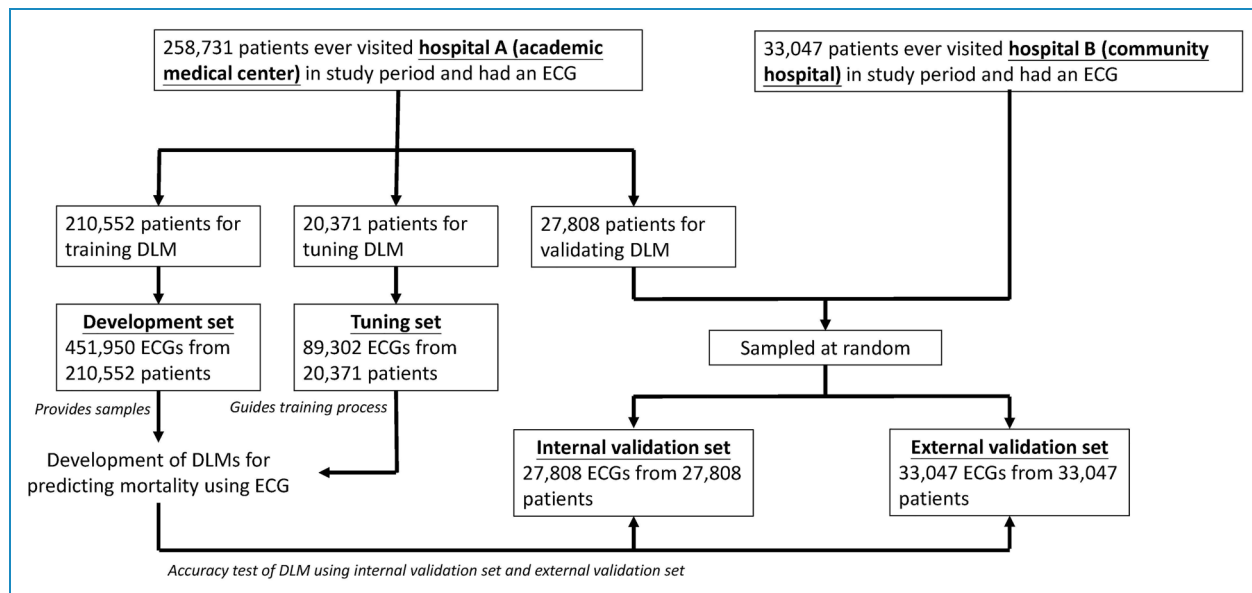 258,731 patients ever visited hospital A (academic
medical center) in study period and had an ECG
33,047 patients ever visited hospital B (community
hospital) in study period and had an ECG
210,552 patients for
training DLM
20,371 patients for
tuning DLM
27,808 patients for
validating DLM
Development set
451,950 ECGs from
210,552 patients
Tuning set
89,302 ECGs from
20,371 patients
Sampled at random
Provides samples
Guides training process
Development of DLMs for
predicting mortality using ECG
Internal validation set
27,808 ECGs from 27,808
patients
External validation set
33,047 ECGs from 33,047
patients
Accuracy test of DLM using internal validation set and external validation set